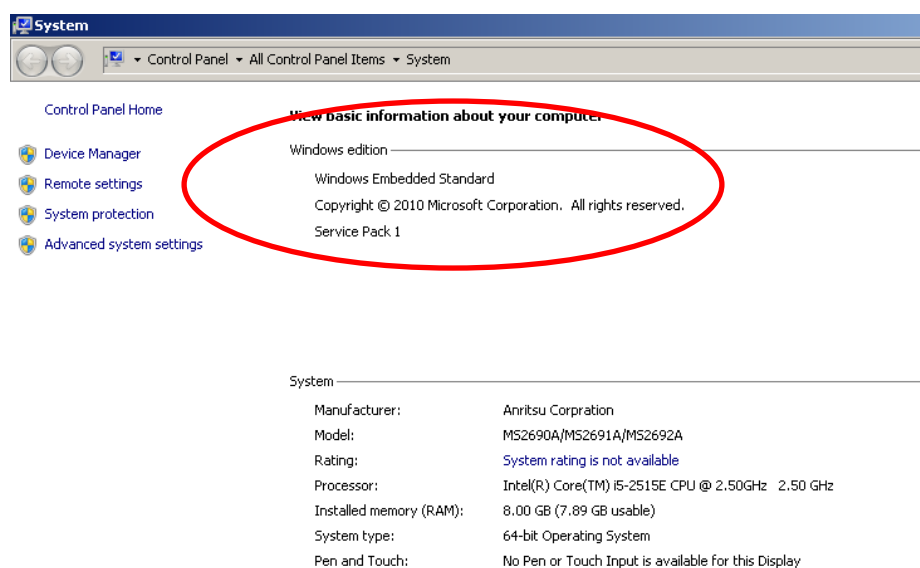 System
Control Panel All Control Panel Items System
Control Panel Home
Device Manager
Remote settings
System protection
Advanced system settings
View basic information about your computer
Windows edition
Windows Embedded Standard
Copyright © 2010 Microsoft Corporation. All rights reserved.
Service Pack 1
System
Manufacturer: Anritsu Corpration
Model: MS2690A/MS2691A/MS2692A
Rating: System rating is not available
Processor: Intel(R) Core(TM) i5-2515E CPU @ 2.50GHz 2.50 GHz
Installed memory (RAM): 8.00 GB (7.89 GB usable)
System type: 64-bit Operating System
Pen and Touch: No Pen or Touch Input is available for this Display